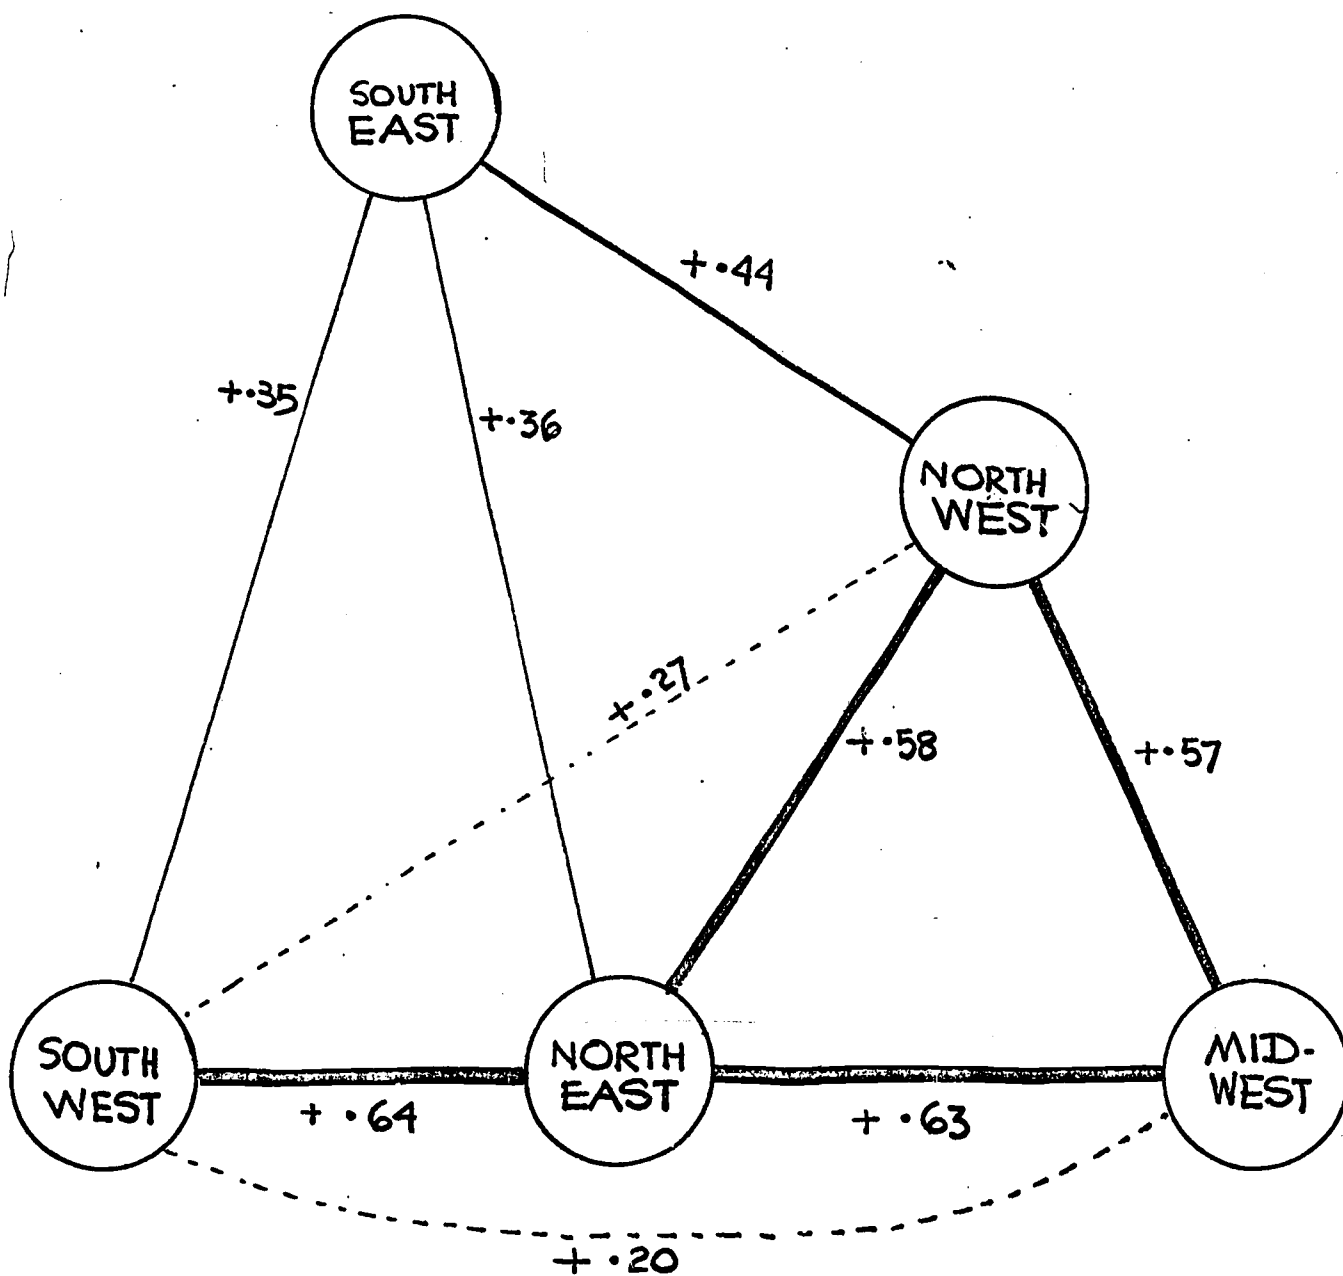 SOUTH
EAST
+.44
+.35
+.36
NORTH
WEST
+.27
+.58
+.57
SOUTH
WEST
NORTH
EAST
MID-
WEST
+.64
+.63
+.20